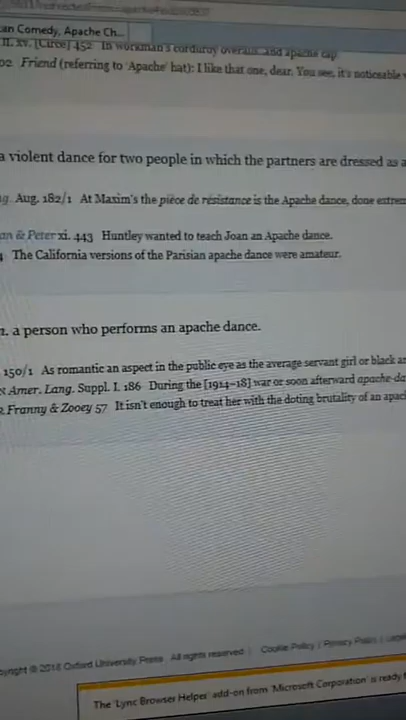 an Comedy, Apache Ch...
II. xv. [Circe] 452 In workman's corduroy overalls and apache cap
02 Friend (referring to 'Apache' hat): I like that one, dear. You see, it's noticeable
a violent dance for two people in which the partners are dressed as a
g. Aug. 182/1 At Maxim's the pièce de résistance is the Apache dance, done extrem
an & Peter xi. 443 Huntley wanted to teach Joan an Apache dance.
The California versions of the Parisian apache dance were amateur.
n. a person who performs an apache dance.
150/1 As romantic an aspect in the public eye as the average servant girl or black a
Amer. Lang. Suppl. I. 186 During the [1914–18] war or soon afterward apache-da
Franny & Zooey 57 It isn't enough to treat her with the doting brutality of an apac
pyright © 2018 Oxford University Press All rights reserved | Cookie Policy | Privacy Policy | Legal
The 'Lync Browser Helper' add-on from 'Microsoft Corporation' is ready f